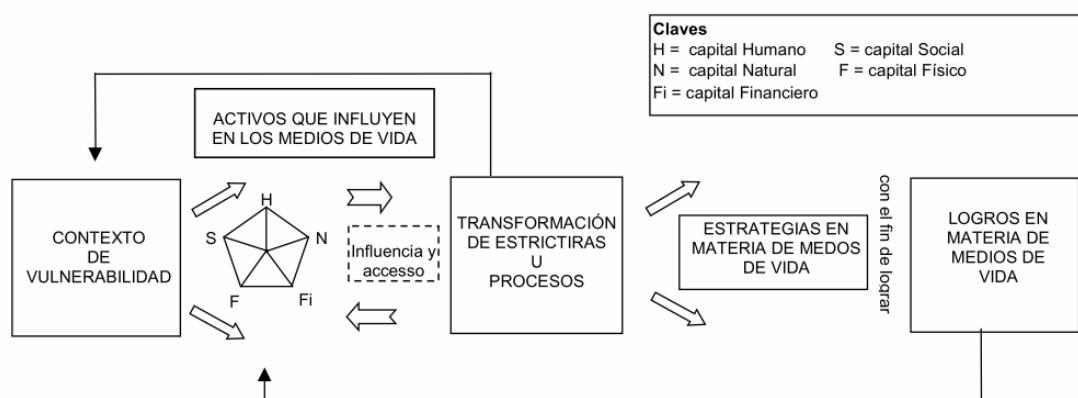 Claves
H = capital Humano S = capital Social
N = capital Natural F = capital Físico
Fi = capital Financiero
ACTIVOS QUE INFLUYEN
EN LOS MEDIOS DE VIDA
CONTEXTO
DE
VULNERABILIDAD
H
S
N
F
Fi
Influencia y
accesso
TRANSFORMACIÓN
DE ESTRICTIRAS
U
PROCESOS
ESTRATEGIAS EN
MATERIA DE MEDOS
DE VIDA
con el fin de lograr
LOGROS EN
MATERIA DE
MEDIOS DE
VIDA